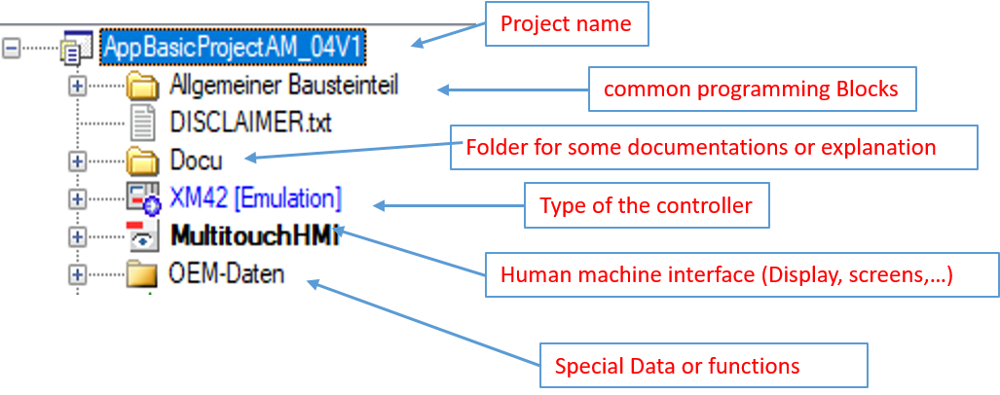 Project name
AppBasicProjectAM_04V1
Allgemeiner Bausteinteil
common programming Blocks
DISCLAIMER.txt
Folder for some documentations or explanation
Docu
XM42 [Emulation]
Type of the controller
MultitouchHMI
Human machine interface (Display, screens,...)
OEM-Daten
Special Data or functions